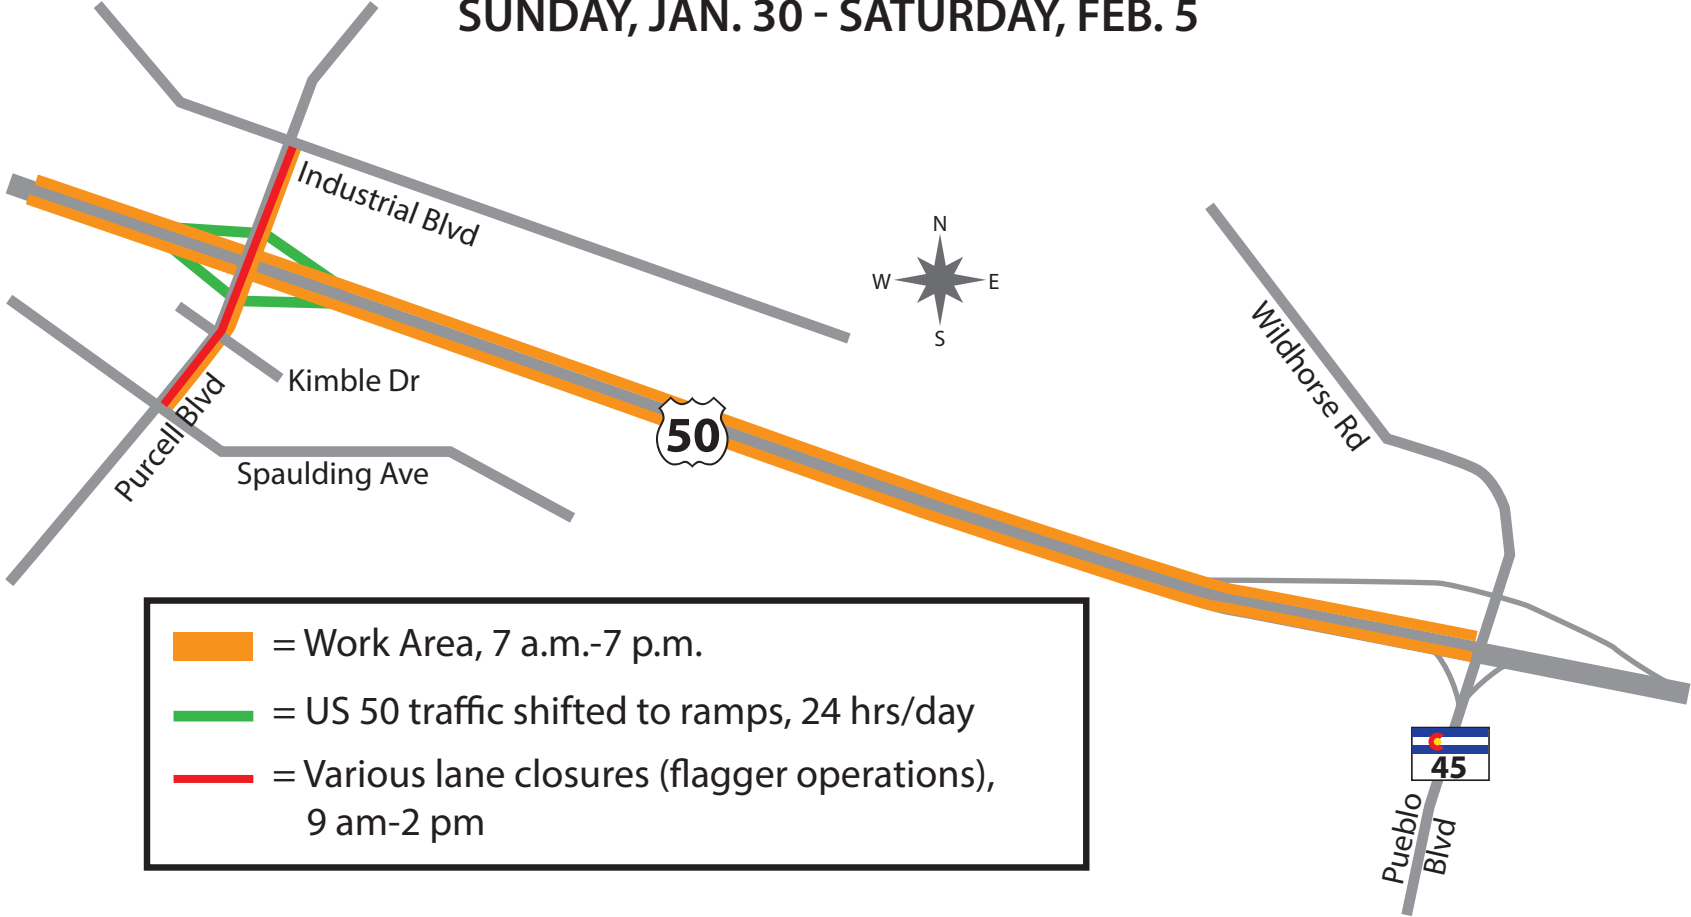 SUNDAY, JAN. 30 - SATURDAY, FEB. 5
Industrial Blvd
N
W
E
S
Wildhorse Rd
Kimble Dr
Purcell Blvd
50
Spaulding Ave
= Work Area, 7 a.m.-7 p.m.
= US 50 traffic shifted to ramps, 24 hrs/day
= Various lane closures (flagger operations),
9 am-2 pm
45
Pueblo
Blvd